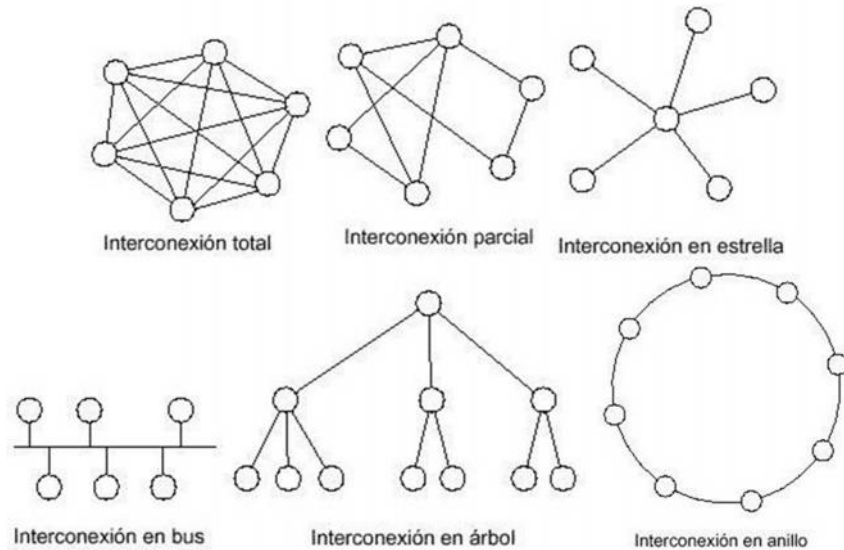 Interconexión total
Interconexión parcial
Interconexión en estrella
Interconexión en bus
Interconexión en árbol
Interconexión en anillo